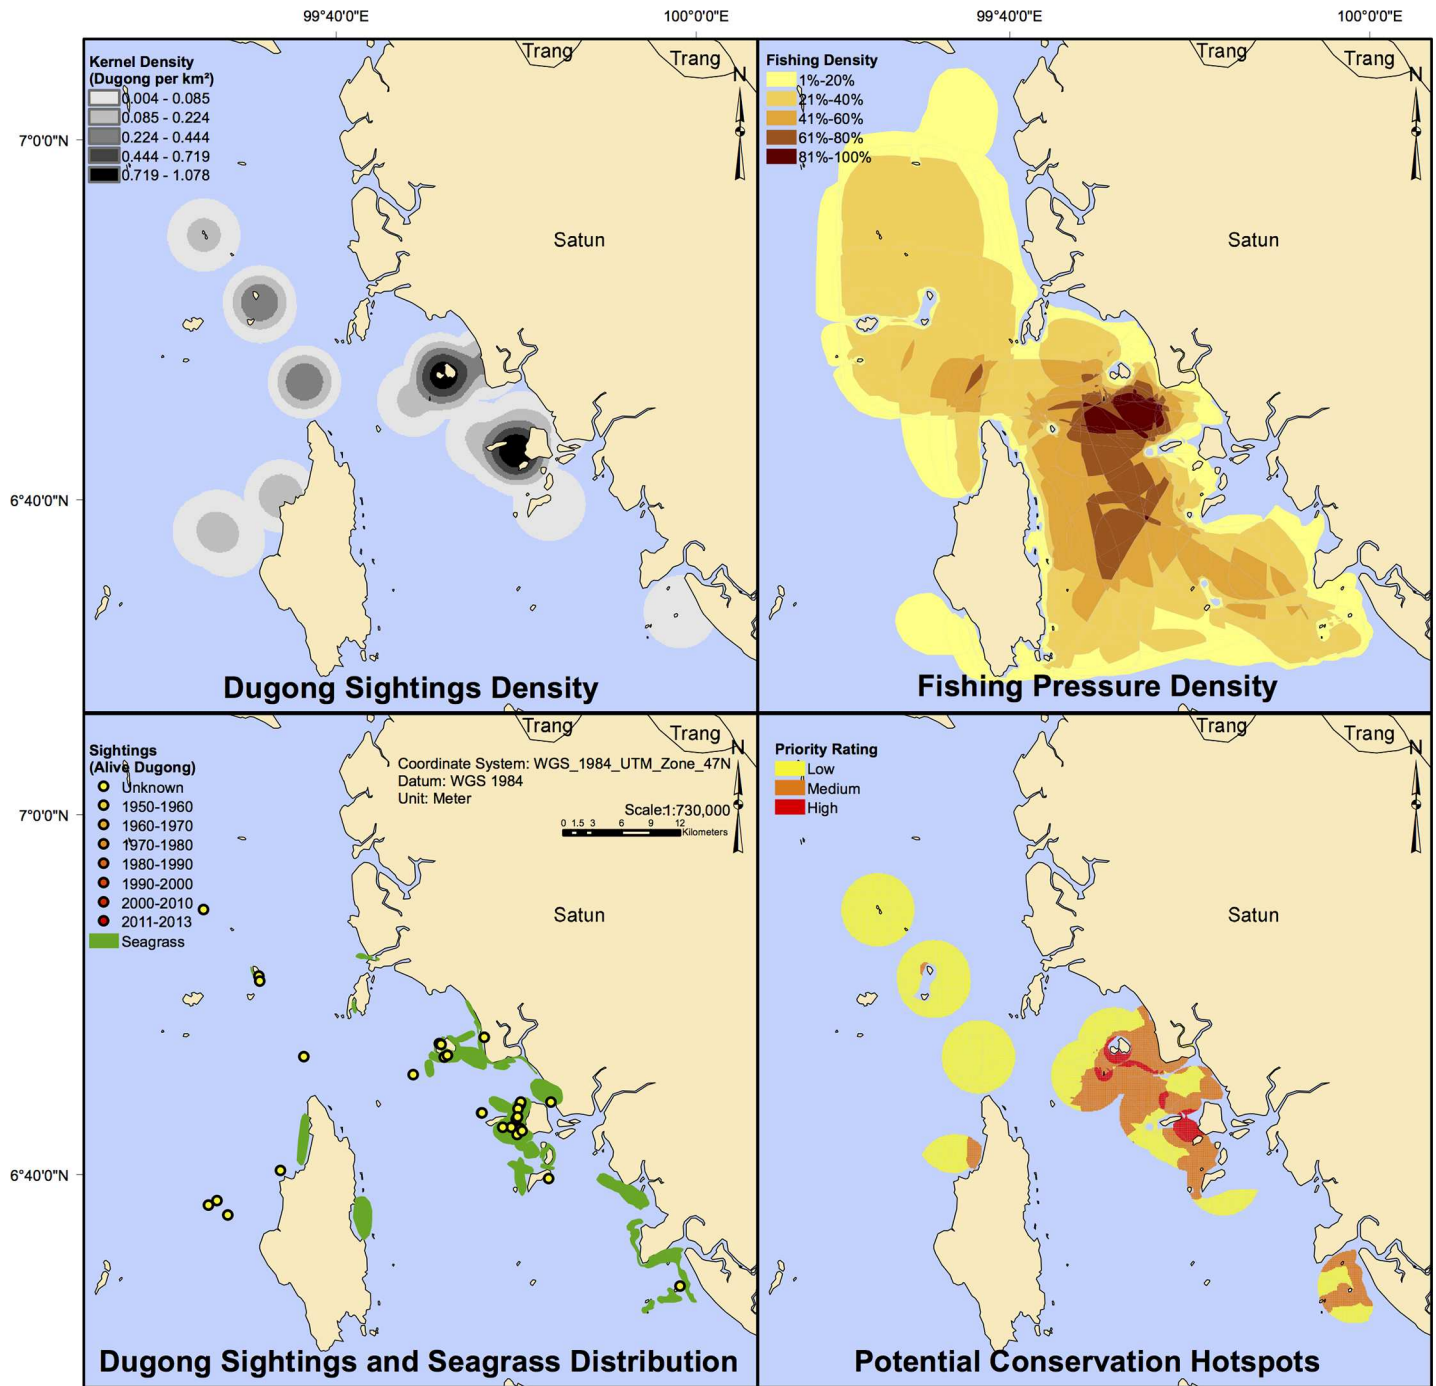 99°40'0"E 100°0'0"E 99°40'0"E 100°0'0"E
Kernel Density
(Dugong per km²)
0.004 - 0.085
0.085 - 0.224
0.224 - 0.444
0.444 - 0.719
0.719 - 1.078
Trang
Trang
N
7°0'0"N
Satun
6°40'0"N
Dugong Sightings Density
Fishing Density
1%-20%
21%-40%
41%-60%
61%-80%
81%-100%
Trang
Trang
N
Satun
Fishing Pressure Density
Sightings
(Alive Dugong)
Unknown
1950-1960
1960-1970
1970-1980
1980-1990
1990-2000
2000-2010
2011-2013
Seagrass
Trang
Trang
N
Coordinate System: WGS_1984_UTM_Zone_47N
Datum: WGS 1984
Unit: Meter
Scale:1:730,000
0 1.5 3 6 9 12
Kilometers
7°0'0"N
Satun
6°40'0"N
Dugong Sightings and Seagrass Distribution
Priority Rating
Low
Medium
High
Trang
Trang
N
Satun
Potential Conservation Hotspots